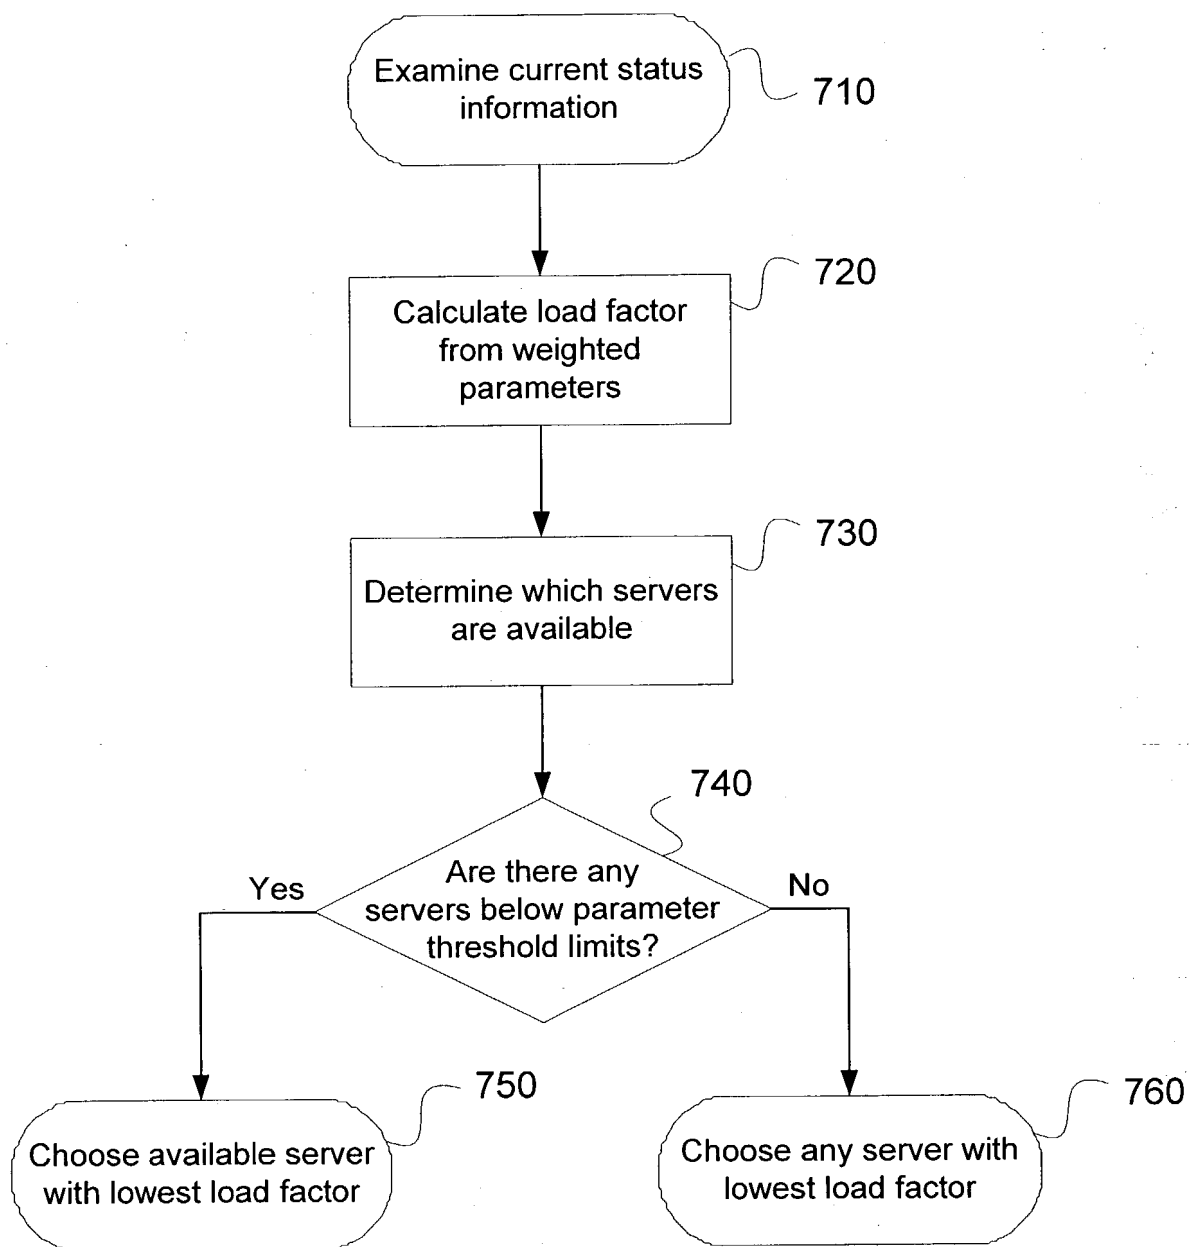 Examine current status
information
710
720
Calculate load factor
from weighted
parameters
730
Determine which servers
are available
740
Are there any
servers below parameter
threshold limits?
Yes
No
750
760
Choose available server
with lowest load factor
Choose any server with
lowest load factor